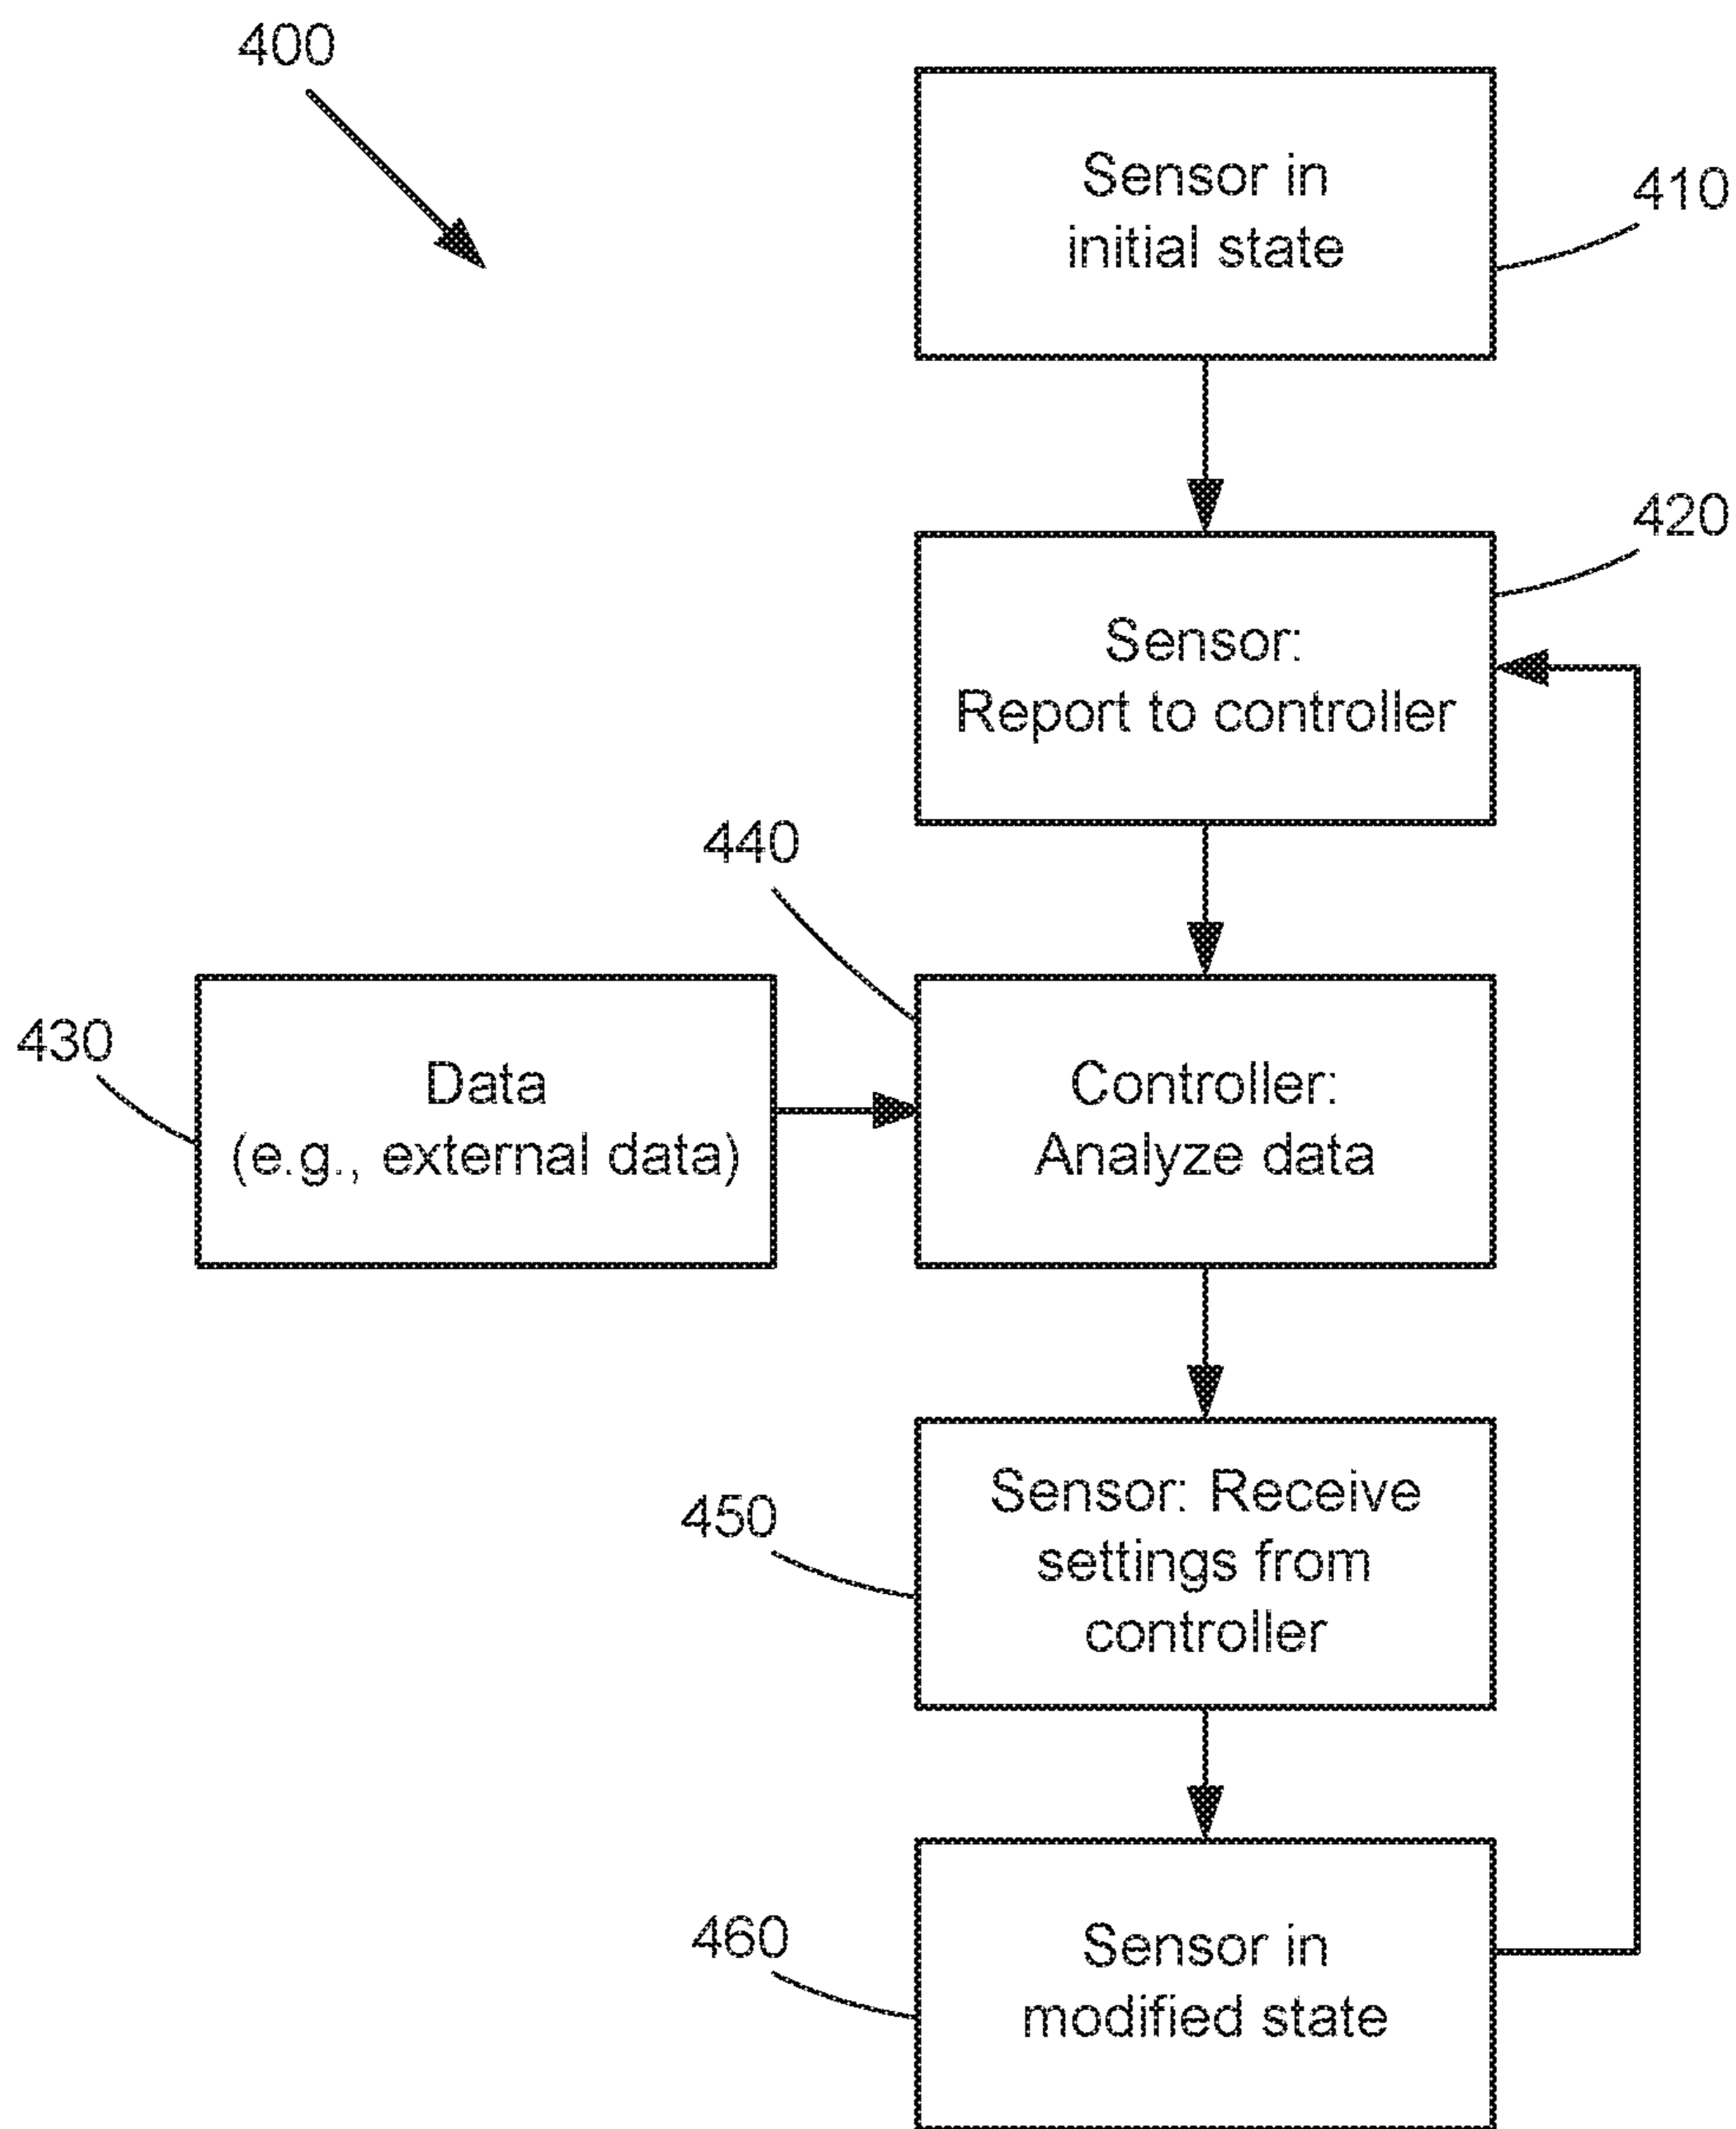 400
Sensor in
initial state
410
420
Sensor:
Report to controller
440
430
Data
(e.g., external data)
Controller:
Analyze data
450
Sensor: Receive
settings from
controller
460
Sensor in
modified state